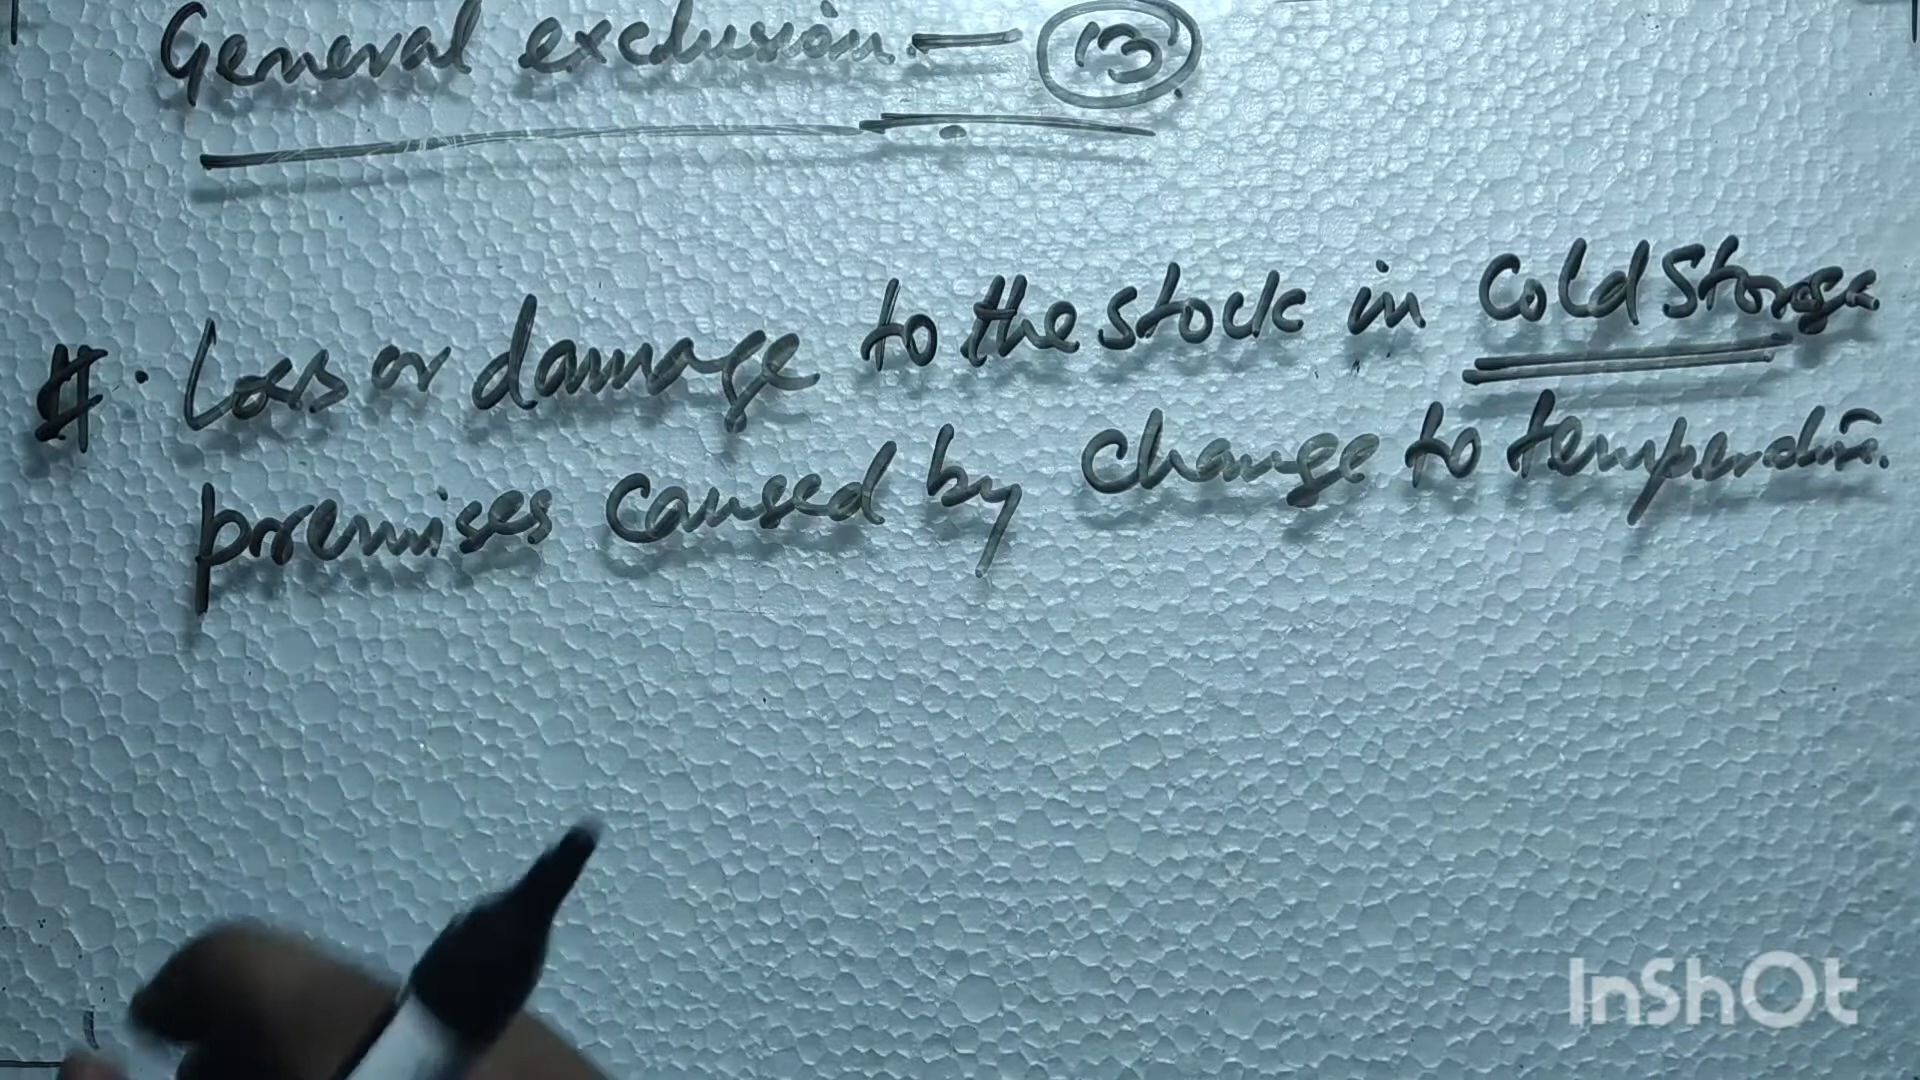 General exclusion. — 13
#. Loss or damage to the stock in Cold Storage
premises caused by change to temperature.
InShOt